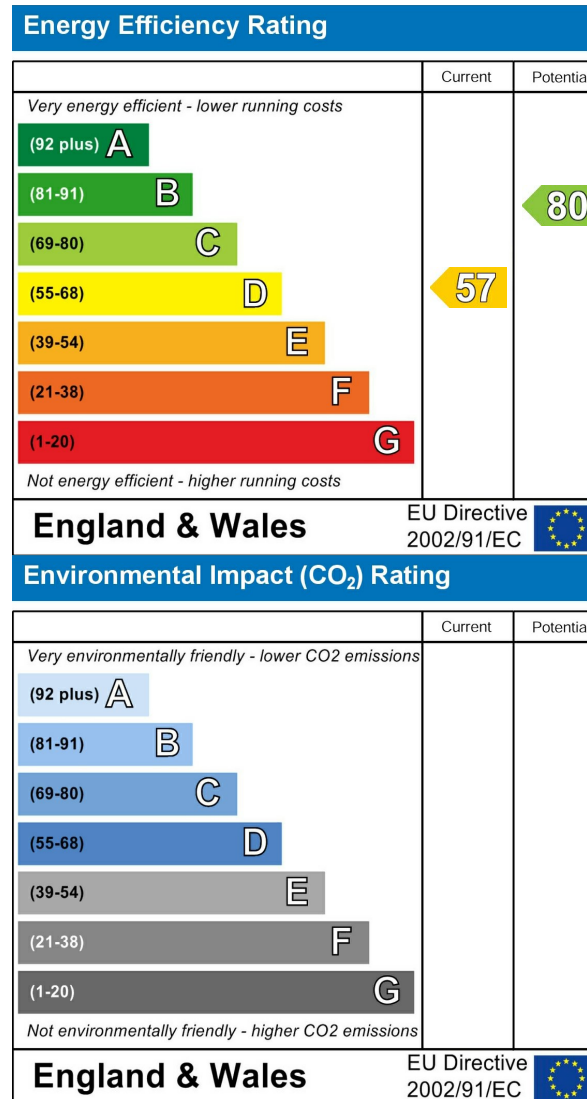 Energy Efficiency Rating
Current Potentia
Very energy efficient - lower running costs
(92 plus) A
(81-91) B
80
(69-80) C
(55-68) D
57
(39-54) E
(21-38) F
(1-20) G
Not energy efficient - higher running costs
England & Wales
EU Directive
2002/91/EC
Environmental Impact (CO₂) Rating
Current Potentia
Very environmentally friendly - lower CO2 emissions
(92 plus) A
(81-91) B
(69-80) C
(55-68) D
(39-54) E
(21-38) F
(1-20) G
Not environmentally friendly - higher CO2 emissions
England & Wales
EU Directive
2002/91/EC